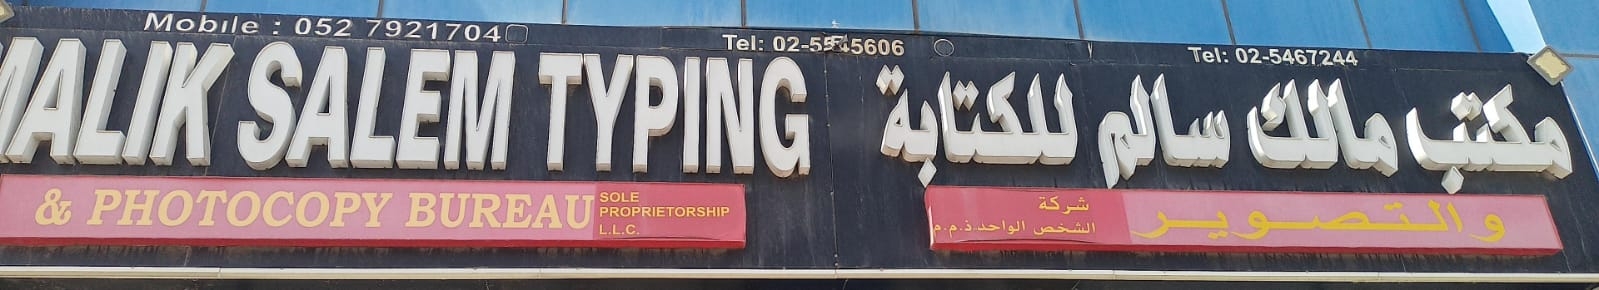 Mobile : 052 7921704
Tel: 02-5545606
Tel: 02-5467244
MALIK SALEM TYPING
مكتب مالك سالم للكتابة
& PHOTOCOPY BUREAU
SOLE
PROPRIETORSHIP
L.L.C.
والتصوير
شركة
الشخص الواحد ذ.م.م